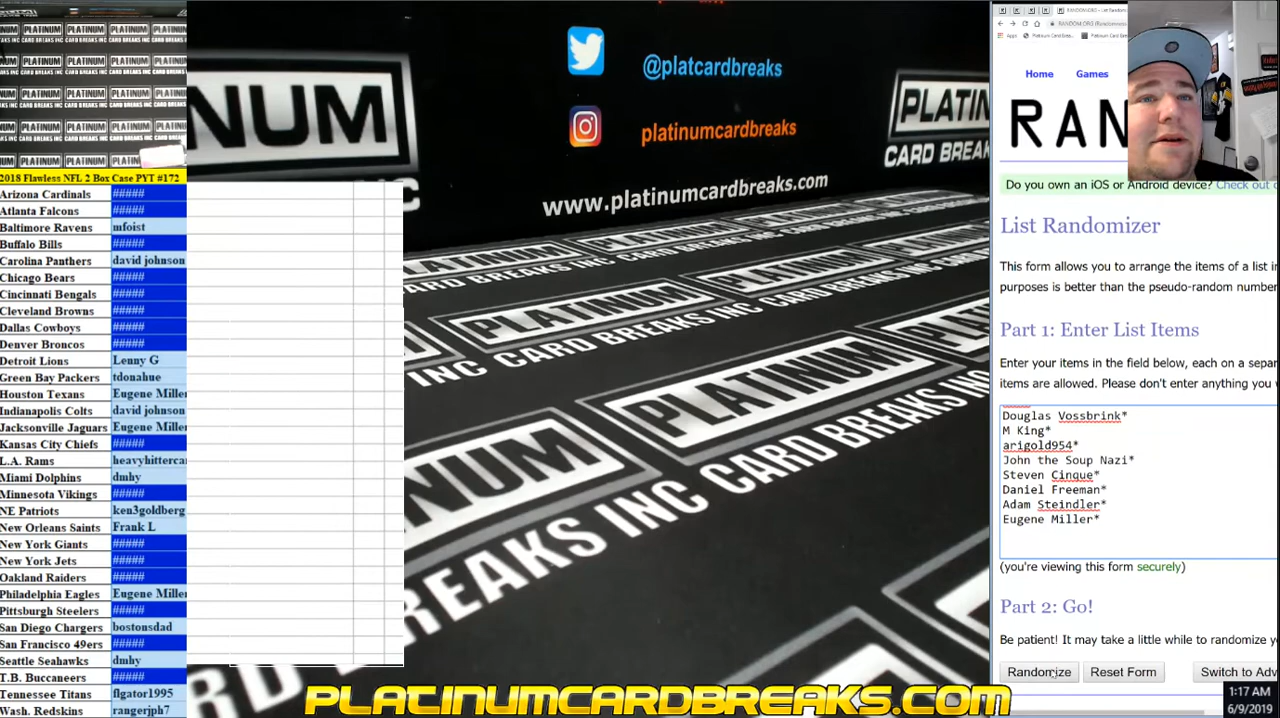 @platcardbreaks
platinumcardbreaks
www.platinumcardbreaks.com
PLATINUM
CARD BREAKS INC
2018 Flawless NFL 2 Box Case PYT #172
Arizona Cardinals #####
Atlanta Falcons #####
Baltimore Ravens mfoist
Buffalo Bills #####
Carolina Panthers david johnson
Chicago Bears #####
Cincinnati Bengals #####
Cleveland Browns #####
Dallas Cowboys #####
Denver Broncos #####
Detroit Lions Lenny G
Green Bay Packers tdonahue
Houston Texans Eugene Miller
Indianapolis Colts david johnson
Jacksonville Jaguars Eugene Miller
Kansas City Chiefs #####
L.A. Rams heavyhitterca
Miami Dolphins dmhy
Minnesota Vikings #####
NE Patriots ken3goldberg
New Orleans Saints Frank L
New York Giants #####
New York Jets #####
Oakland Raiders #####
Philadelphia Eagles Eugene Miller
Pittsburgh Steelers #####
San Diego Chargers bostonsdad
San Francisco 49ers #####
Seattle Seahawks dmhy
T.B. Buccaneers #####
Tennessee Titans flgator1995
Wash. Redskins rangerjph7
Home Games
RAN
Do you own an iOS or Android device? Check out
List Randomizer
This form allows you to arrange the items of a list i
purposes is better than the pseudo-random number
Part 1: Enter List Items
Enter your items in the field below, each on a sepa
items are allowed. Please don't enter anything you
Douglas Vossbrink*
M King*
arigold954*
John the Soup Nazi*
Steven Cinque*
Daniel Freeman*
Adam Steindler*
Eugene Miller*
(you're viewing this form securely)
Part 2: Go!
Be patient! It may take a little while to randomize y
Randomize Reset Form Switch to Adv
1:17 AM
6/9/2019
PLATINUMCARDBREAKS.COM